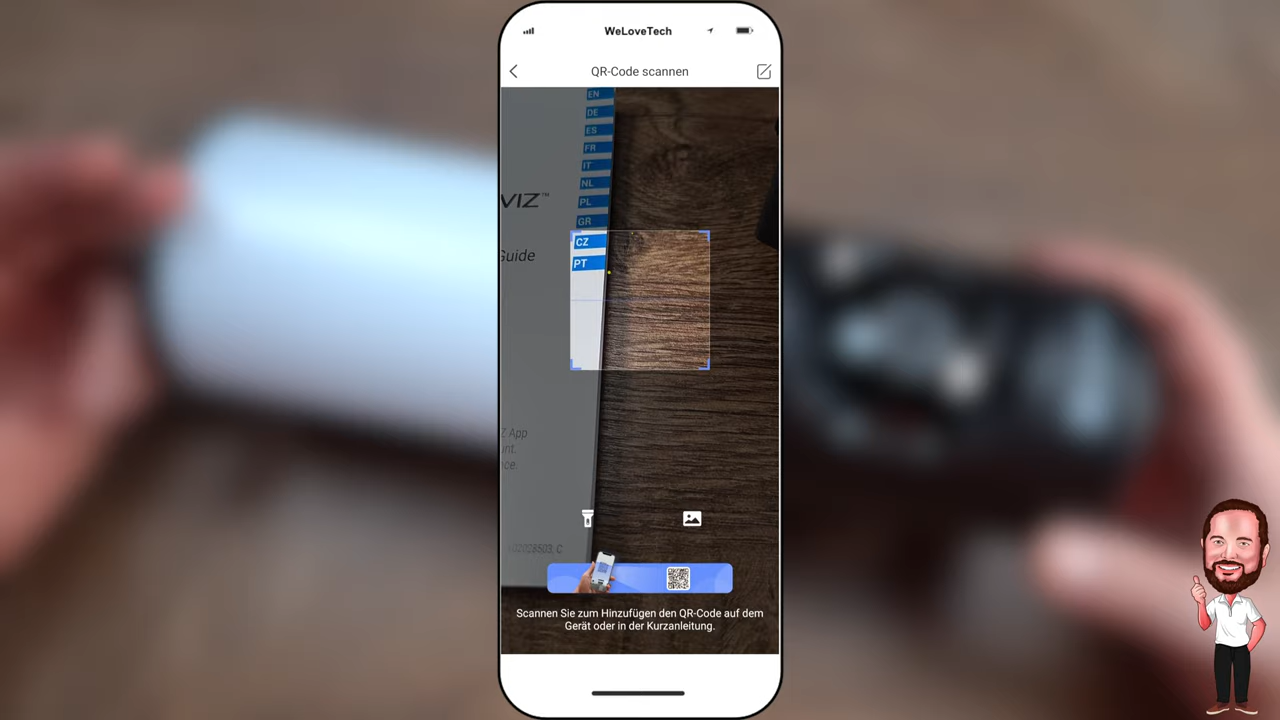 WeLoveTech
QR-Code scannen
EN
DE
ES
FR
IT
NL
PL
VIZ™
GR
CZ
Guide
PT
Z App
Scannen Sie zum Hinzufügen den QR-Code auf dem
Gerät oder in der Kurzanleitung.